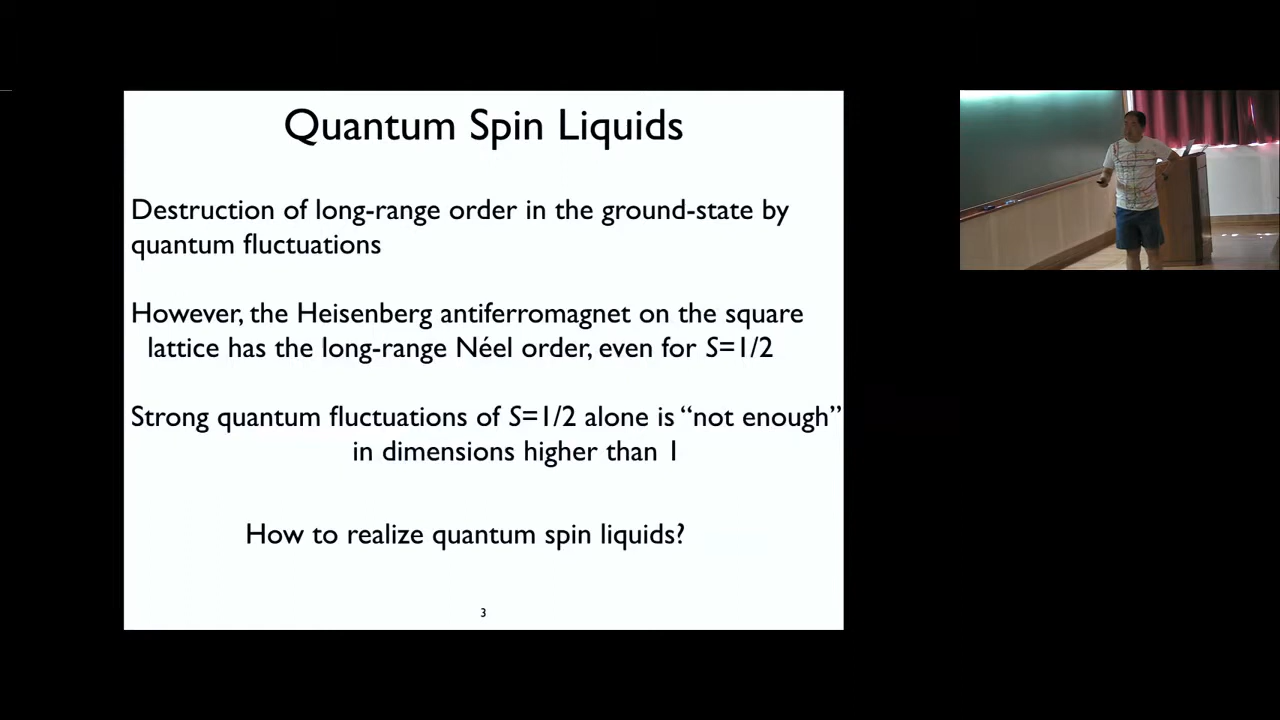 Quantum Spin Liquids
Destruction of long-range order in the ground-state by
quantum fluctuations
However, the Heisenberg antiferromagnet on the square
lattice has the long-range Néel order, even for S=1/2
Strong quantum fluctuations of S=1/2 alone is “not enough”
in dimensions higher than 1
How to realize quantum spin liquids?
3